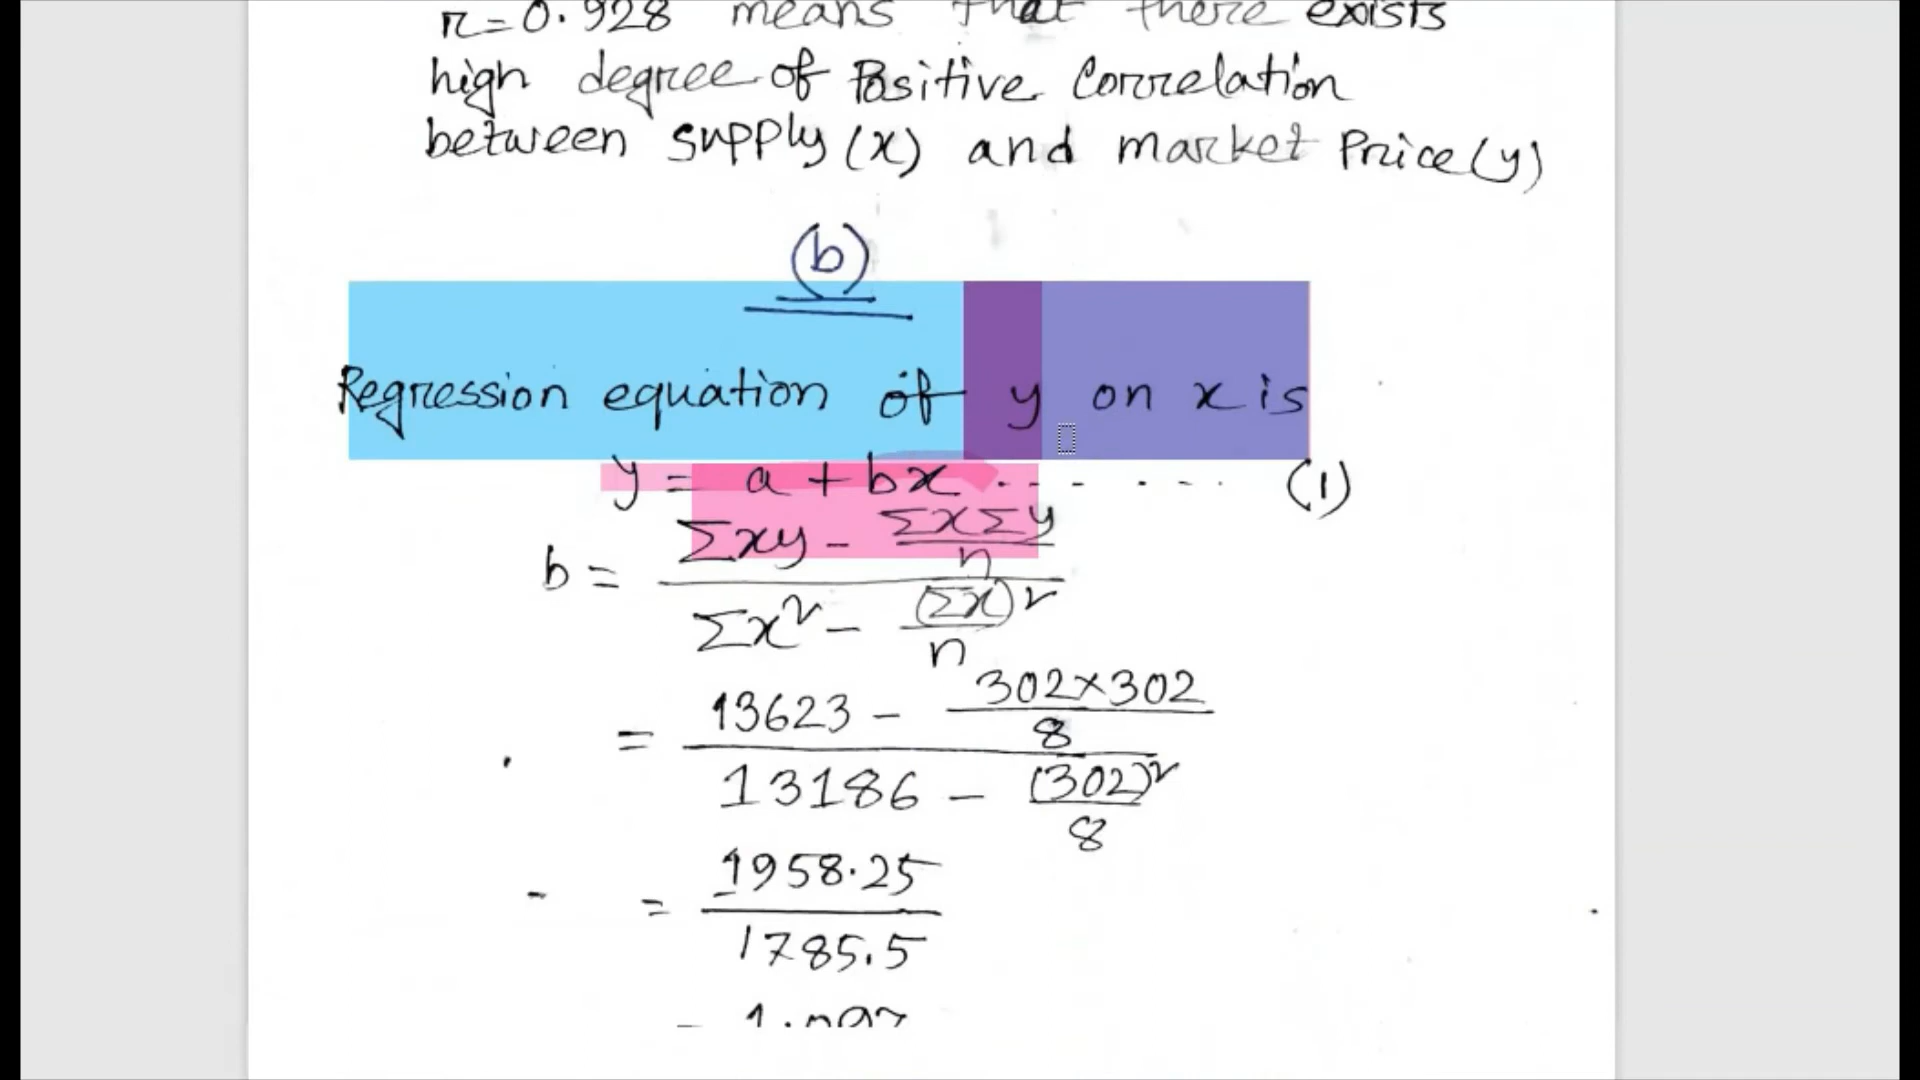 r=0.928 means that there exists
high degree of Positive Correlation
between supply (x) and market Price(y)
(b)
Regression equation of y on x is
y = a + bx ........ (1)
b = (Σxy - (ΣxΣy)/n) / (Σx² - (Σx)²/n)
= (13623 - (302×302)/8) / (13186 - (302)²/8)
= 1958.25 / 1785.5